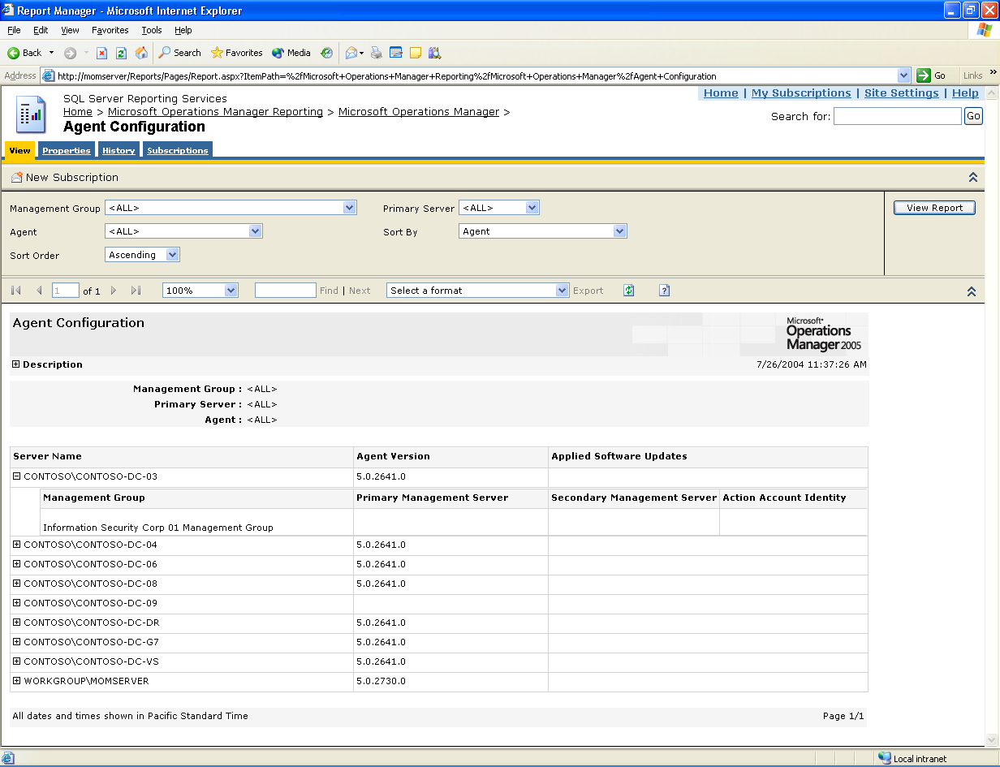 Report Manager - Microsoft Internet Explorer
File Edit View Favorites Tools Help
Back Search Favorites Media
Address http://momserver/Reports/Pages/Report.aspx?ItemPath=%2fMicrosoft+Operations+Manager+Reporting%2fMicrosoft+Operations+Manager%2fAgent+Configuration Go Links »
Home | My Subscriptions | Site Settings | Help
SQL Server Reporting Services
Home > Microsoft Operations Manager Reporting > Microsoft Operations Manager >
Agent Configuration
Search for: Go
View Properties History Subscriptions
New Subscription
Management Group <ALL> Primary Server <ALL> View Report
Agent <ALL> Sort By Agent
Sort Order Ascending
1 of 1 100% Find | Next Select a format Export ?
Agent Configuration
Microsoft®
Operations
Manager 2005
Description 7/26/2004 11:37:26 AM
Management Group : <ALL>
Primary Server : <ALL>
Agent : <ALL>
Server Name Agent Version Applied Software Updates
CONTOSO\CONTOSO-DC-03 5.0.2641.0
Management Group Primary Management Server Secondary Management Server Action Account Identity
Information Security Corp 01 Management Group
CONTOSO\CONTOSO-DC-04 5.0.2641.0
CONTOSO\CONTOSO-DC-06 5.0.2641.0
CONTOSO\CONTOSO-DC-08 5.0.2641.0
CONTOSO\CONTOSO-DC-09
CONTOSO\CONTOSO-DC-DR 5.0.2641.0
CONTOSO\CONTOSO-DC-G7 5.0.2641.0
CONTOSO\CONTOSO-DC-VS 5.0.2641.0
WORKGROUP\MOMSERVER 5.0.2730.0
All dates and times shown in Pacific Standard Time Page 1/1
Local intranet